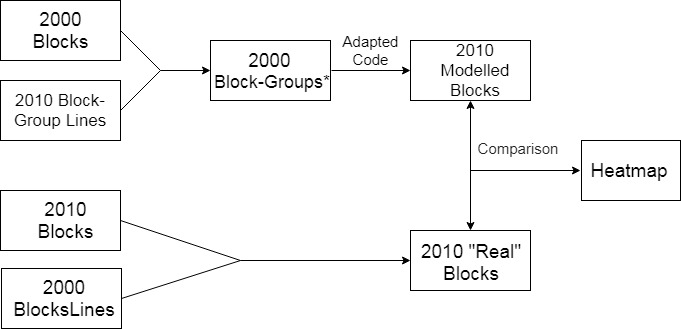 2000
Blocks
2010 Block-
Group Lines
2000
Block-Groups*
Adapted
Code
2010
Modelled
Blocks
Comparison
Heatmap
2010
Blocks
2000
BlocksLines
2010 "Real"
Blocks